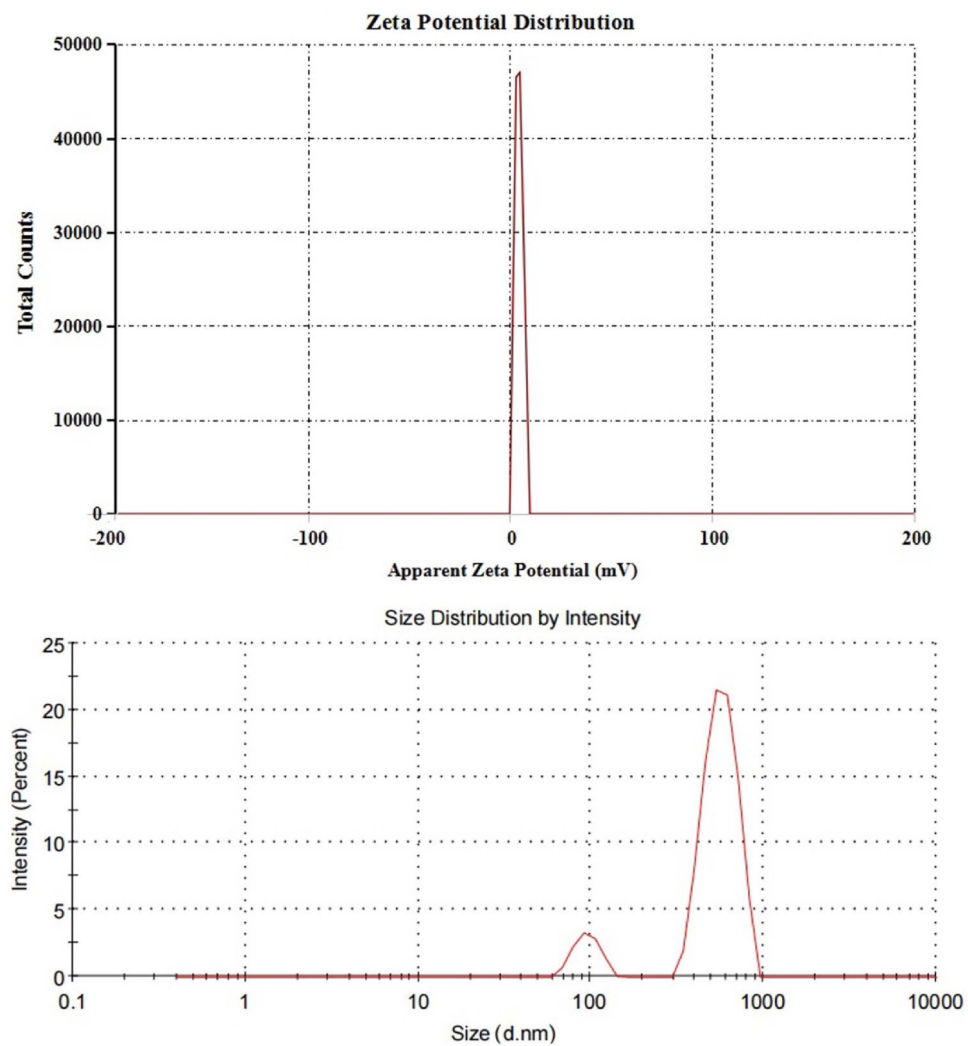 Zeta Potential Distribution
50000
40000
30000
20000
10000
0
Total Counts
-200 -100 0 100 200
Apparent Zeta Potential (mV)
Size Distribution by Intensity
25
20
15
10
5
0
Intensity (Percent)
0.1 1 10 100 1000 10000
Size (d.nm)